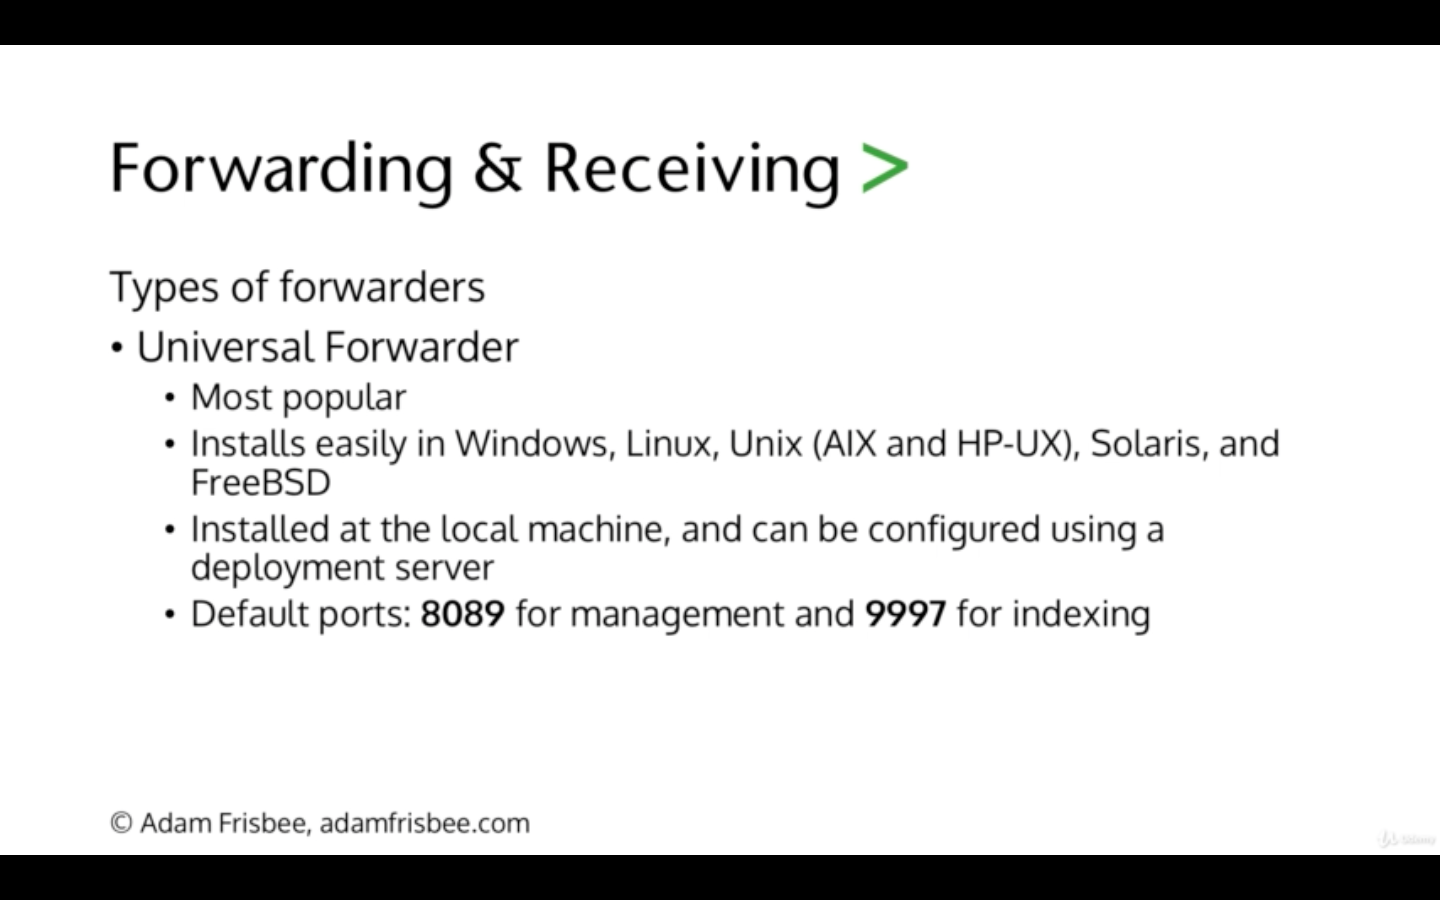 Forwarding & Receiving >
Types of forwarders
• Universal Forwarder
• Most popular
• Installs easily in Windows, Linux, Unix (AIX and HP-UX), Solaris, and
FreeBSD
• Installed at the local machine, and can be configured using a
deployment server
• Default ports: 8089 for management and 9997 for indexing
© Adam Frisbee, adamfrisbee.com
Udemy